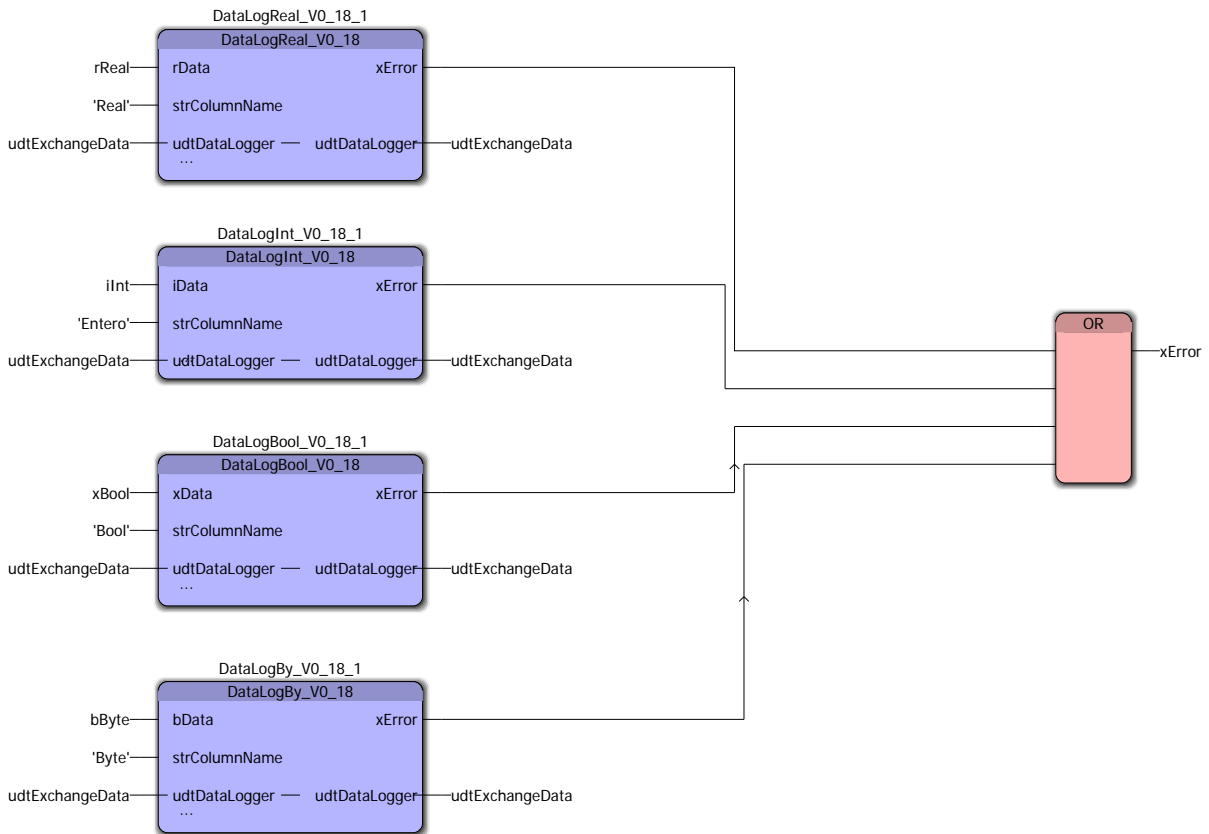 DataLogReal_V0_18_1
DataLogReal_V0_18
rReal rData xError
'Real' strColumnName
udtExchangeData udtDataLogger udtDataLogger udtExchangeData
...
DataLogInt_V0_18_1
DataLogInt_V0_18
iInt iData xError
'Entero' strColumnName
udtExchangeData udtDataLogger udtDataLogger udtExchangeData
OR
xError
DataLogBool_V0_18_1
DataLogBool_V0_18
xBool xData xError
'Bool' strColumnName
udtExchangeData udtDataLogger udtDataLogger udtExchangeData
...
DataLogBy_V0_18_1
DataLogBy_V0_18
bByte bData xError
'Byte' strColumnName
udtExchangeData udtDataLogger udtDataLogger udtExchangeData
...